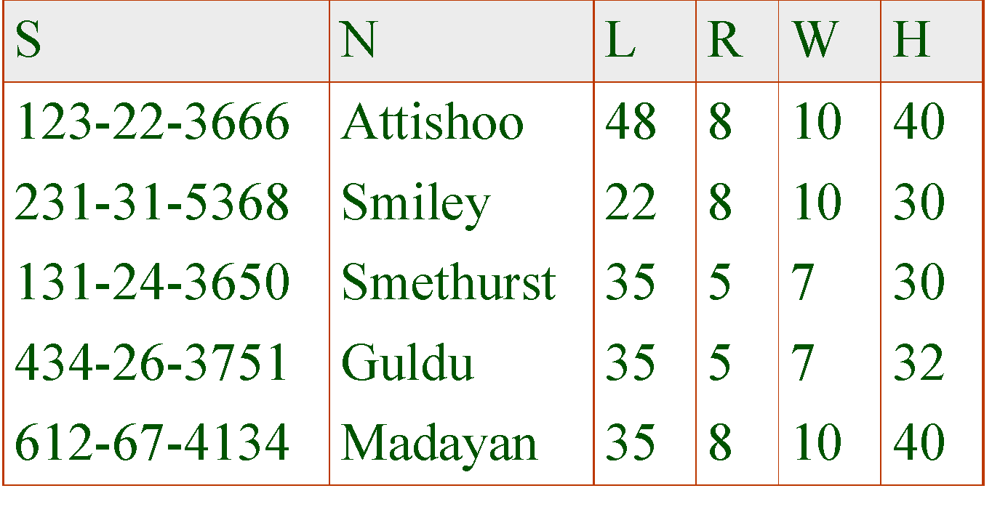 S N L R W H
123-22-3666 Attishoo 48 8 10 40
231-31-5368 Smiley 22 8 10 30
131-24-3650 Smethurst 35 5 7 30
434-26-3751 Guldu 35 5 7 32
612-67-4134 Madayan 35 8 10 40